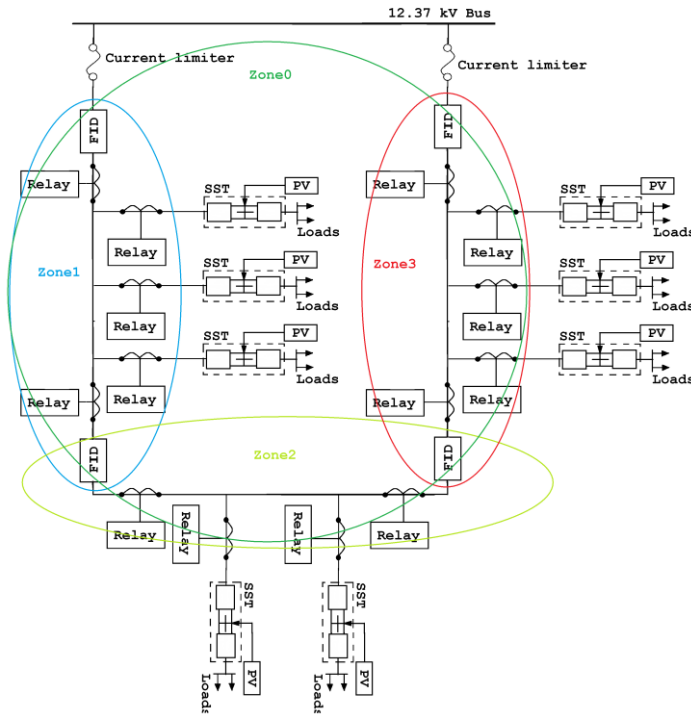 12.37 kV Bus
Current limiter
Current limiter
Zone0
FID
FID
Relay
Relay
SST
PV
SST
PV
Loads
Loads
Relay
Relay
Zone1
Zone3
SST
PV
SST
PV
Loads
Loads
Relay
Relay
SST
PV
SST
PV
Loads
Loads
Relay
Relay
Relay
Relay
FID
FID
Zone2
Relay
Relay
Relay
Relay
SST
SST
PV
PV
Loads
Loads